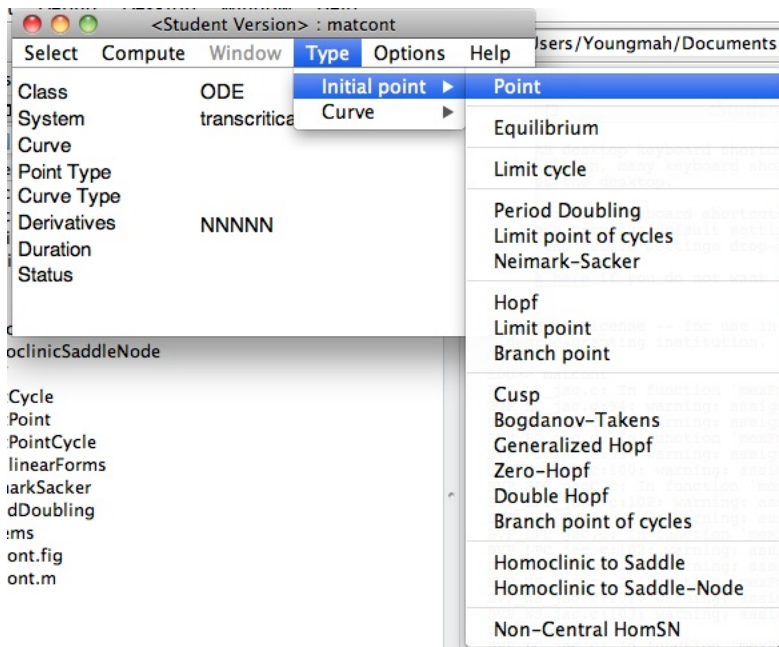 <Student Version> : matcont
Select Compute Window Type Options Help
Users/Youngmah/Documents
Class ODE
System transcritica
Curve
Point Type
Curve Type
Derivatives NNNNN
Duration
Status
Initial point
Curve
Point
Equilibrium
Limit cycle
Period Doubling
Limit point of cycles
Neimark-Sacker
Hopf
Limit point
Branch point
Cusp
Bogdanov-Takens
Generalized Hopf
Zero-Hopf
Double Hopf
Branch point of cycles
Homoclinic to Saddle
Homoclinic to Saddle-Node
Non-Central HomSN
oclinicSaddleNode
Cycle
Point
PointCycle
linearForms
arkSacker
dDoubling
ems
ont.fig
ont.m